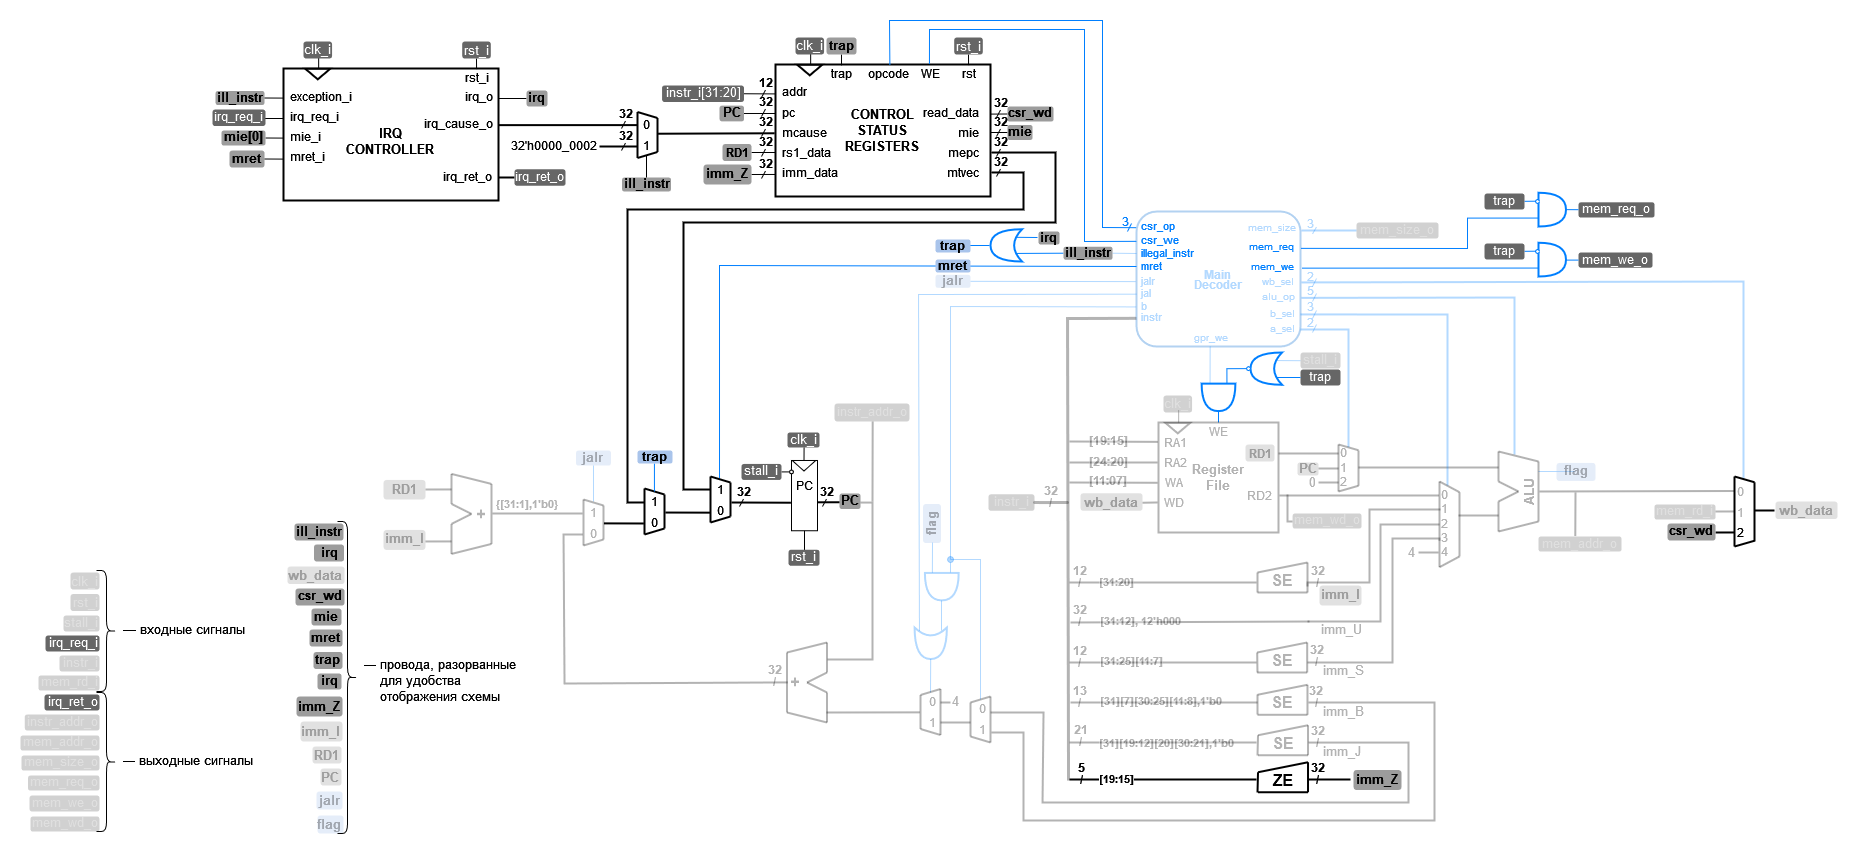 clk_i
rst_i
rst_i
ill_instr
exception_i
irq_o
irq
irq_req_i
irq_req_i
irq_cause_o
mie[0]
mie_i
IRQ
CONTROLLER
mret
mret_i
irq_ret_o
irq_ret_o
32
0
32'h0000_0002
32
1
ill_instr
clk_i
trap
rst_i
trap
opcode
WE
rst
instr_i[31:20]
12
addr
PC
32
pc
32
mcause
RD1
32
rs1_data
imm_Z
32
imm_data
CONTROL
STATUS
REGISTERS
read_data
32
csr_wd
mie
32
mie
mepc
32
mtvec
32
trap
irq
ill_instr
mret
jalr
3
csr_op
csr_we
illegal_instr
mret
jalr
jal
b
instr
Main
Decoder
gpr_we
mem_size
3
mem_size_o
mem_req
mem_we
wb_sel
2
alu_op
5
b_sel
3
a_sel
2
trap
mem_req_o
trap
mem_we_o
stall_i
trap
clk_i
WE
[19:15]
RA1
[24:20]
RA2
[11:07]
WA
wb_data
WD
Register
File
RD1
RD2
PC
0
0
1
2
mem_wd_o
0
1
2
3
4
4
ALU
flag
mem_addr_o
mem_rd_i
csr_wd
0
1
2
wb_data
instr_i
32
instr_addr_o
clk_i
stall_i
PC
32
32
PC
rst_i
jalr
trap
1
0
1
0
1
0
RD1
imm_I
+
{[31:1],1'b0}
flag
32
+
0
4
1
0
1
12
[31:20]
SE
32
imm_I
32
[31:12], 12'h000
imm_U
12
[31:25][11:7]
SE
32
imm_S
13
[31][7][30:25][11:8],1'b0
SE
32
imm_B
21
[31][19:12][20][30:21],1'b0
SE
32
imm_J
5
[19:15]
ZE
32
imm_Z
clk_i
rst_i
stall_i
irq_req_i
instr_i
mem_rd_i
— входные сигналы
irq_ret_o
instr_addr_o
mem_addr_o
mem_size_o
mem_req_o
mem_we_o
mem_wd_o
— выходные сигналы
ill_instr
irq
wb_data
csr_wd
mie
mret
trap
irq
imm_Z
imm_I
RD1
PC
jalr
flag
— провода, разорванные
для удобства
отображения схемы